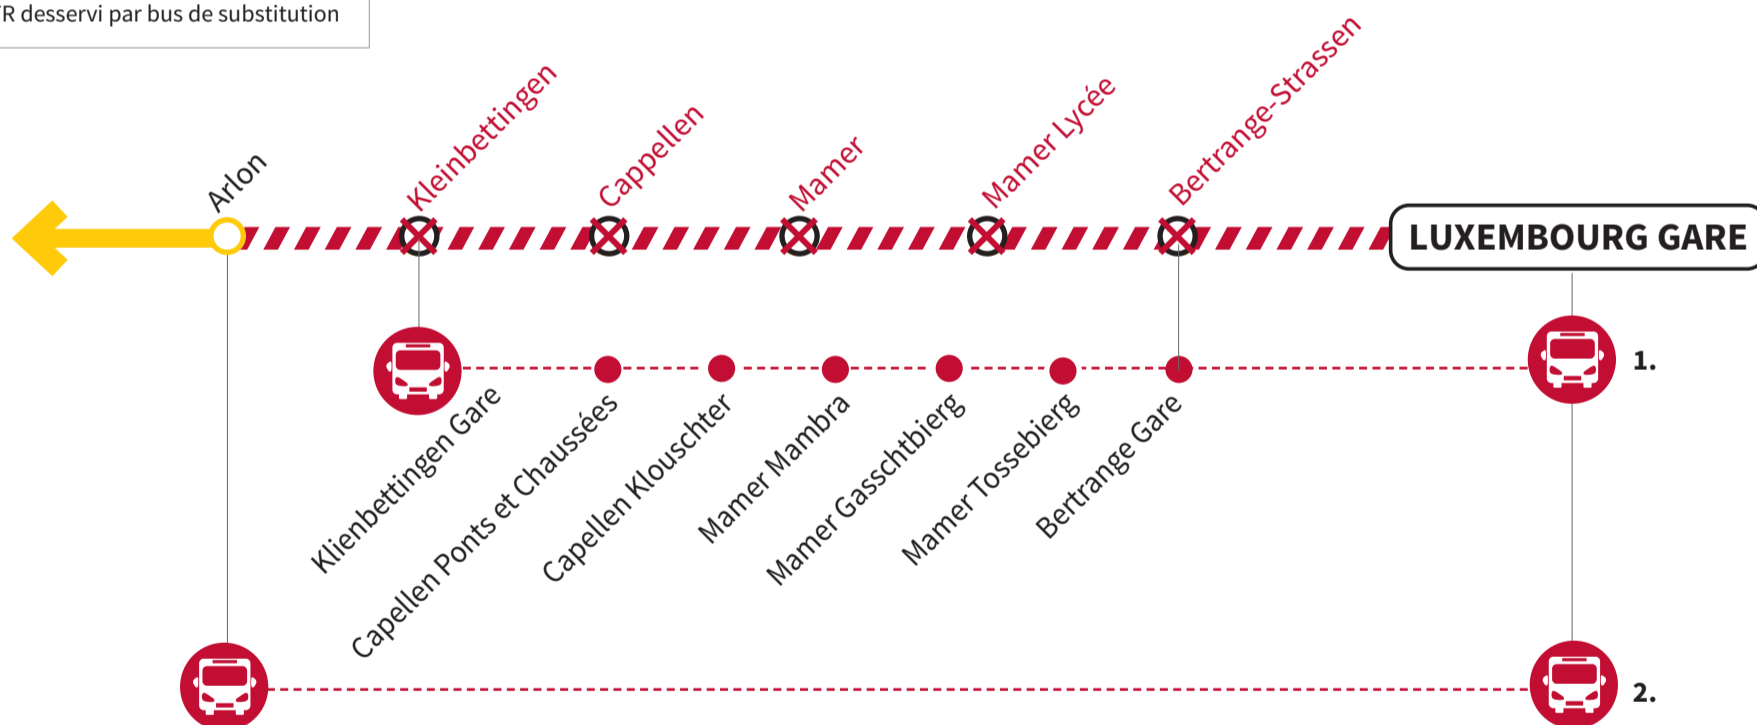 desservi par bus de substitution
Arlon
Kleinbettingen
Cappellen
Mamer
Mamer Lycée
Bertrange-Strassen
LUXEMBOURG GARE
1.
Klienbettingen Gare
Capellen Ponts et Chaussées
Capellen Klouschter
Mamer Mambra
Mamer Gasschtbierg
Mamer Tossebierg
Bertrange Gare
2.